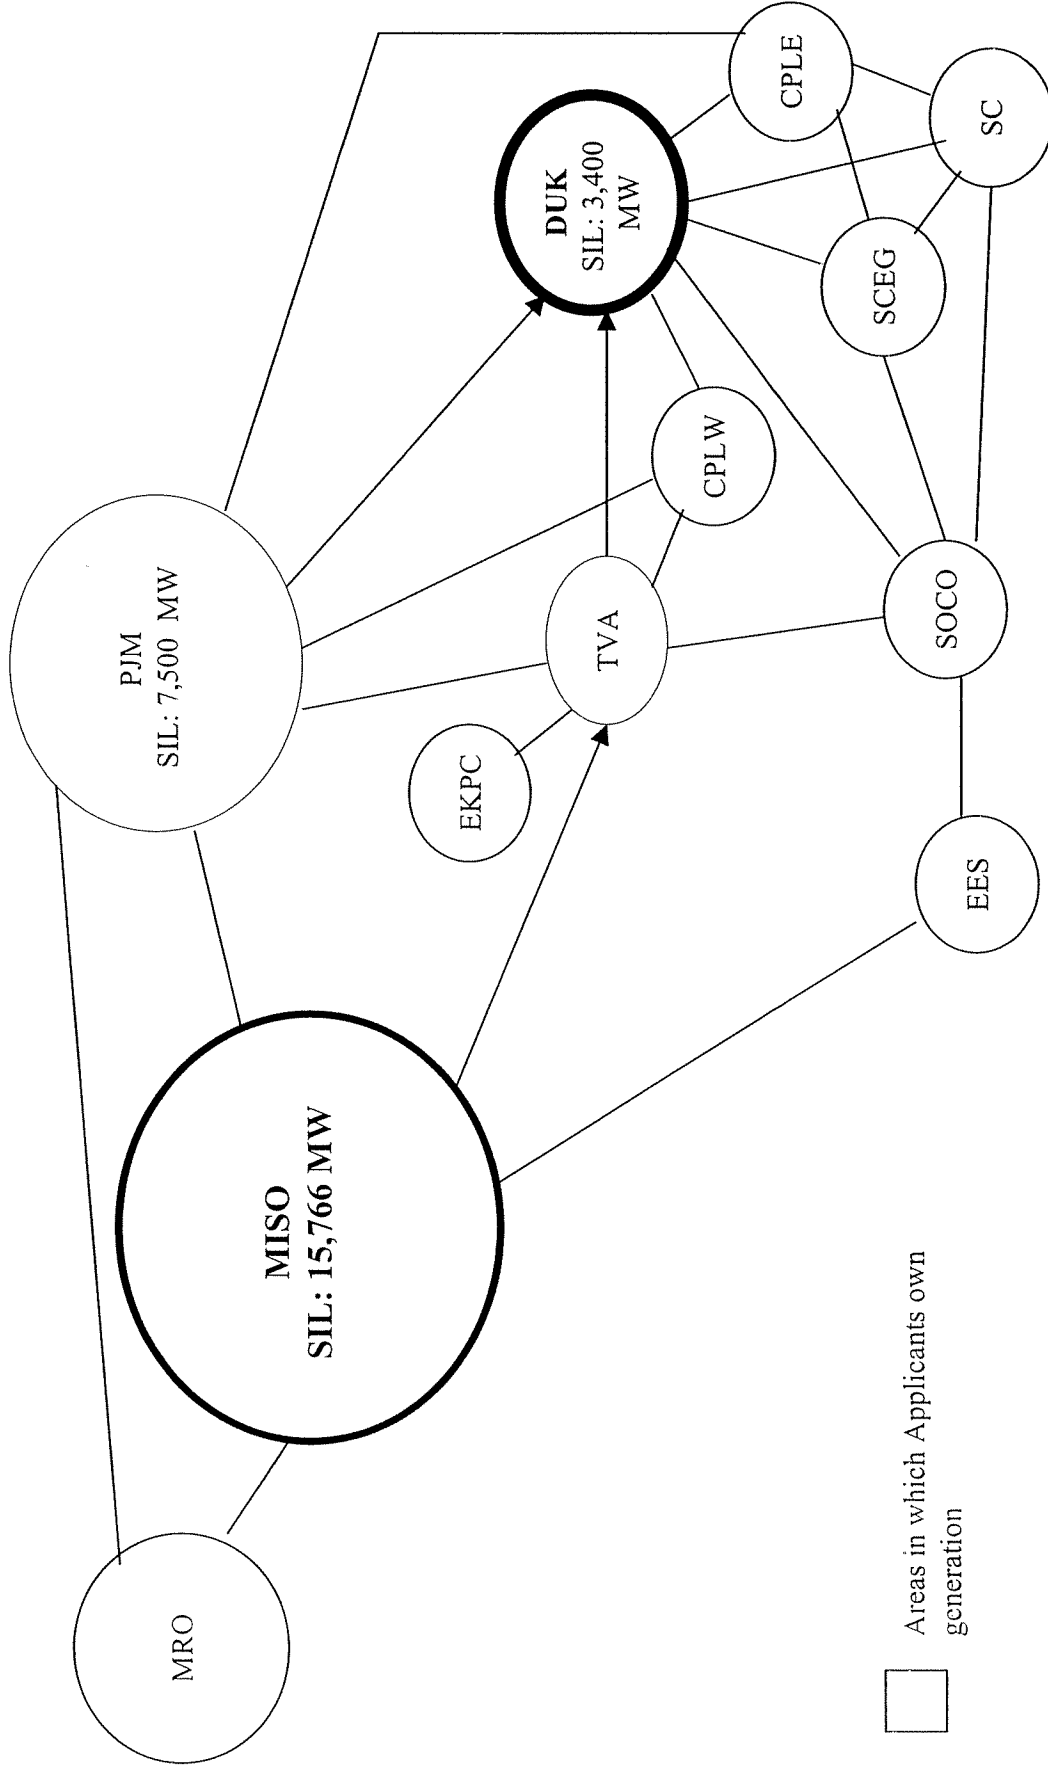 MRO
MISO
SIL: 15,766 MW
PJM
SIL: 7,500 MW
EKPC
TVA
CPLW
DUK
SIL: 3,400
MW
CPLE
SC
SCEG
SOCO
EES
Areas in which Applicants own
generation